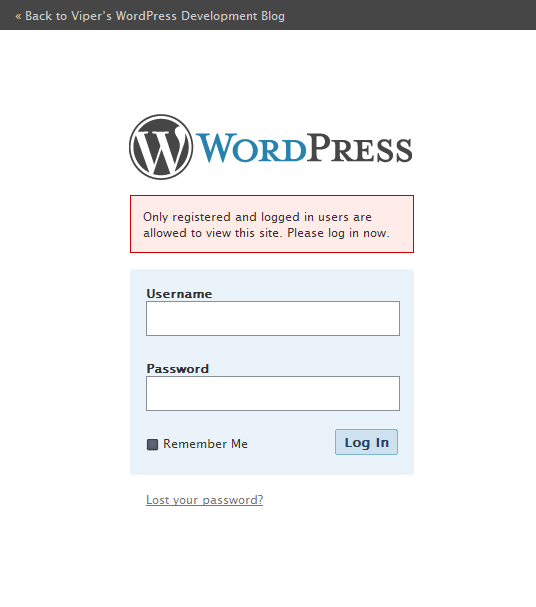 « Back to Viper's WordPress Development Blog
WORDPRESS
Only registered and logged in users are
allowed to view this site. Please log in now.
Username
Password
Remember Me
Log In
Lost your password?